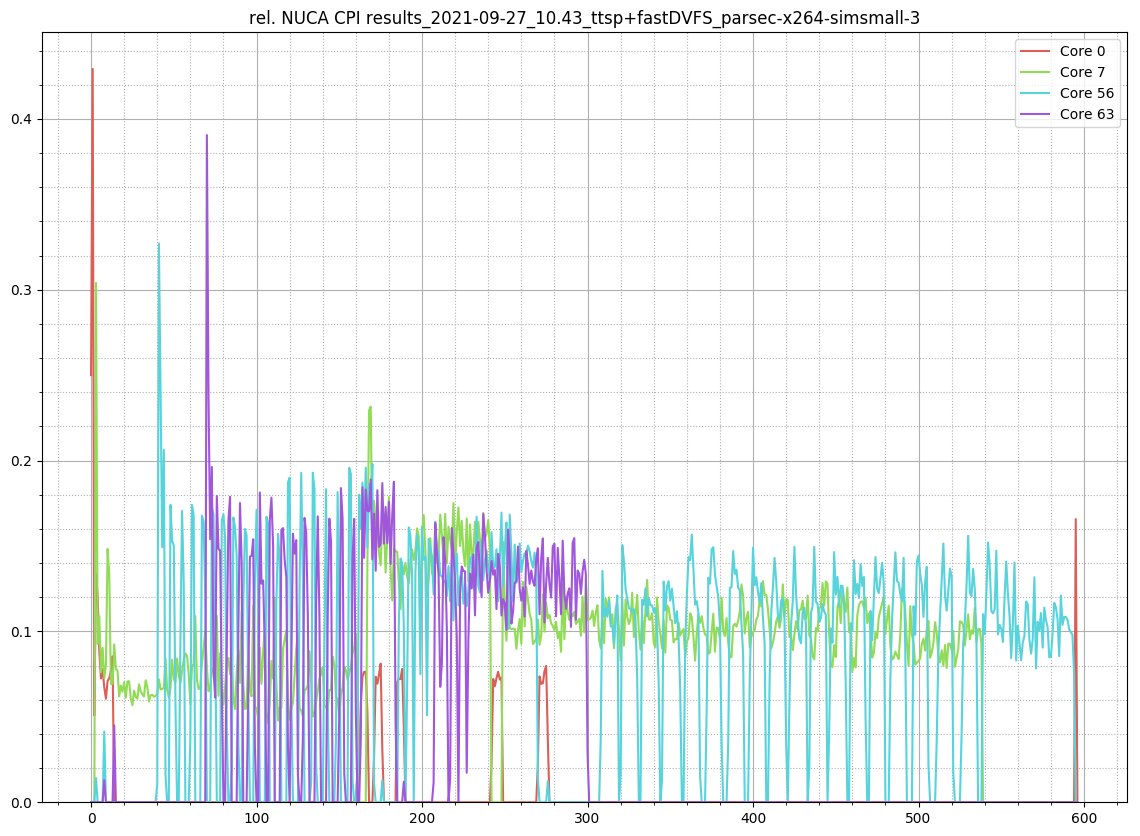 rel. NUCA CPI results_2021-09-27_10.43_ttsp+fastDVFS_parsec-x264-simsmall-3
Core 0
Core 7
Core 56
Core 63
0.4
0.3
0.2
0.1
0.0
0 100 200 300 400 500 600